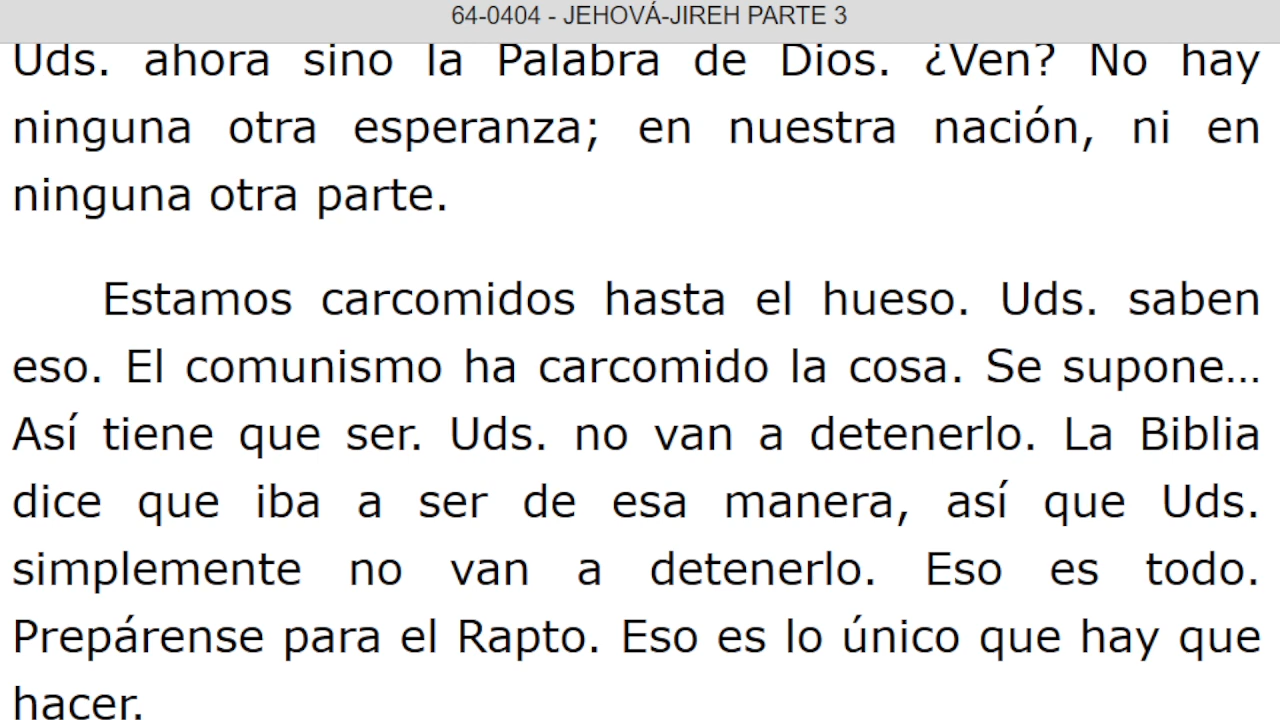 64-0404 - JEHOVÁ-JIREH PARTE 3
Uds. ahora sino la Palabra de Dios. ¿Ven? No hay
ninguna otra esperanza; en nuestra nación, ni en
ninguna otra parte.
Estamos carcomidos hasta el hueso. Uds. saben
eso. El comunismo ha carcomido la cosa. Se supone...
Así tiene que ser. Uds. no van a detenerlo. La Biblia
dice que iba a ser de esa manera, así que Uds.
simplemente no van a detenerlo. Eso es todo.
Prepárense para el Rapto. Eso es lo único que hay que
hacer.